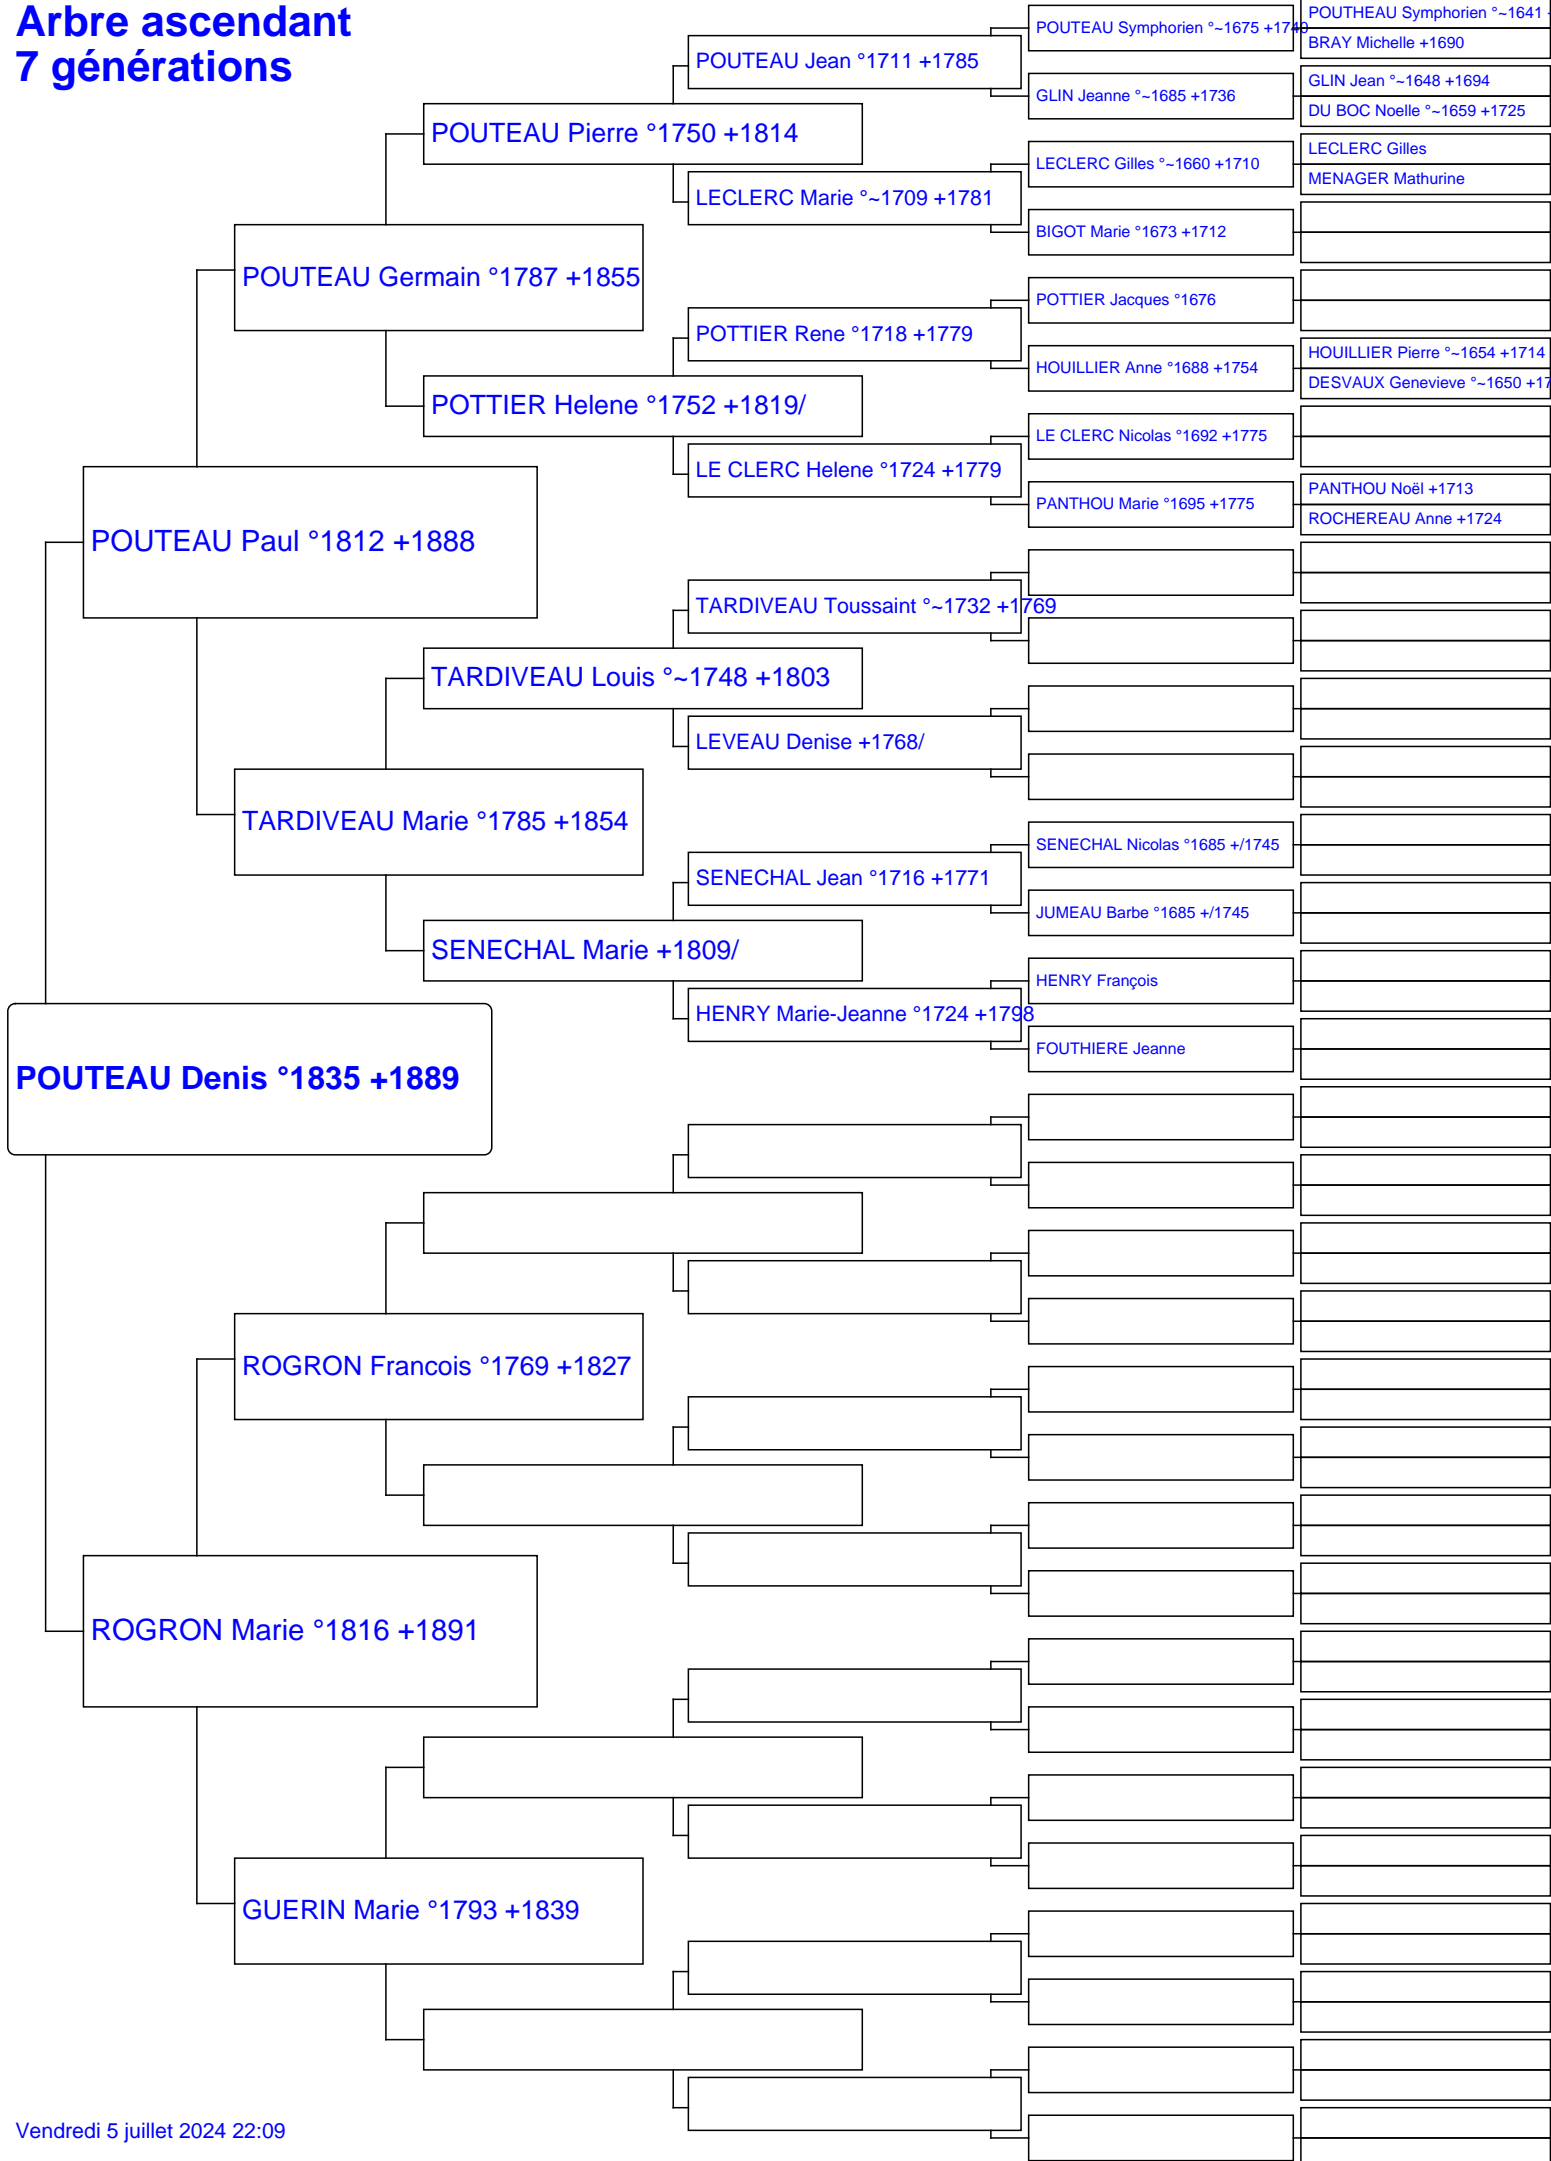 Arbre ascendant
7 générations
POUTEAU Denis °1835 +1889
POUTEAU Paul °1812 +1888
ROGRON Marie °1816 +1891
POUTEAU Germain °1787 +1855
TARDIVEAU Marie °1785 +1854
ROGRON Francois °1769 +1827
GUERIN Marie °1793 +1839
POUTEAU Pierre °1750 +1814
POTTIER Helene °1752 +1819/
TARDIVEAU Louis °~1748 +1803
SENECHAL Marie +1809/
POUTEAU Jean °1711 +1785
LECLERC Marie °~1709 +1781
POTTIER Rene °1718 +1779
LE CLERC Helene °1724 +1779
TARDIVEAU Toussaint °~1732 +1769
LEVEAU Denise +1768/
SENECHAL Jean °1716 +1771
HENRY Marie-Jeanne °1724 +1798
POUTEAU Symphorien °~1675 +1740
GLIN Jeanne °~1685 +1736
LECLERC Gilles °~1660 +1710
BIGOT Marie °1673 +1712
POTTIER Jacques °1676
HOUILLIER Anne °1688 +1754
LE CLERC Nicolas °1692 +1775
PANTHOU Marie °1695 +1775
SENECHAL Nicolas °1685 +/1745
JUMEAU Barbe °1685 +/1745
HENRY François
FOUTHIERE Jeanne
POUTHEAU Symphorien °~1641
BRAY Michelle +1690
GLIN Jean °~1648 +1694
DU BOC Noelle °~1659 +1725
LECLERC Gilles
MENAGER Mathurine
HOUILLIER Pierre °~1654 +1714
DESVAUX Genevieve °~1650
PANTHOU Noël +1713
ROCHEREAU Anne +1724
Vendredi 5 juillet 2024 22:09